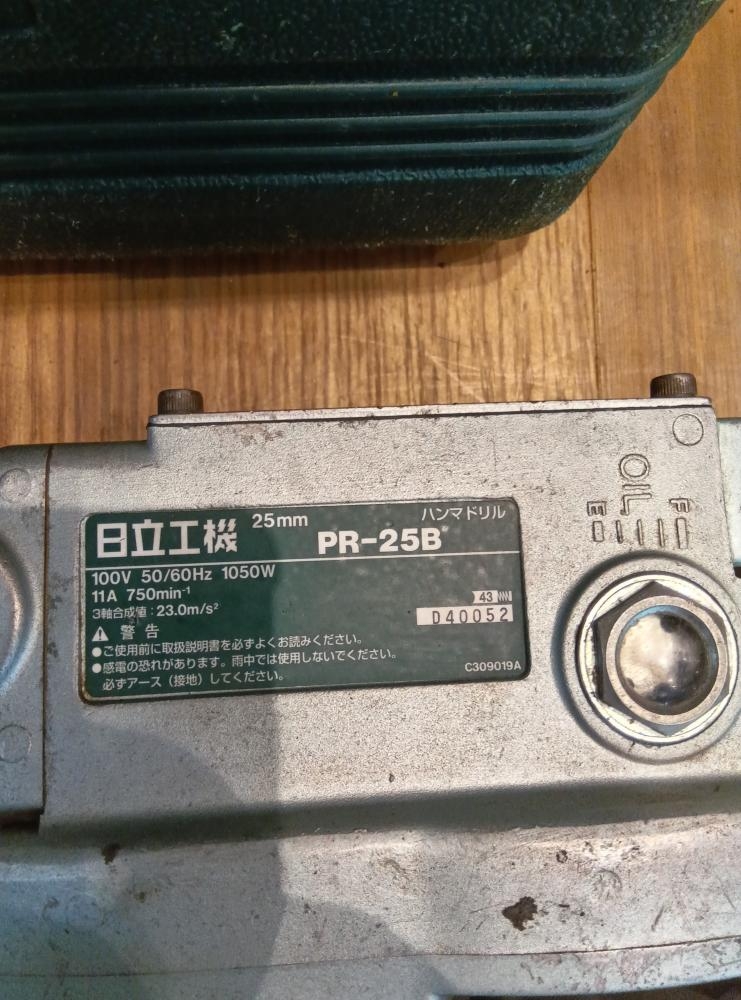 25mm
ハンマドリル
日立工機
PR-25B
100V 50/60Hz 1050W
11A 750min⁻¹
3軸合成値:23.0m/s²
43
D40052
警告
●ご使用前に取扱説明書を必ずよくお読みください。
●感電の恐れがあります。雨中では使用しないでください。
必ずアース(接地)してください。
C309019A
OIL
E F